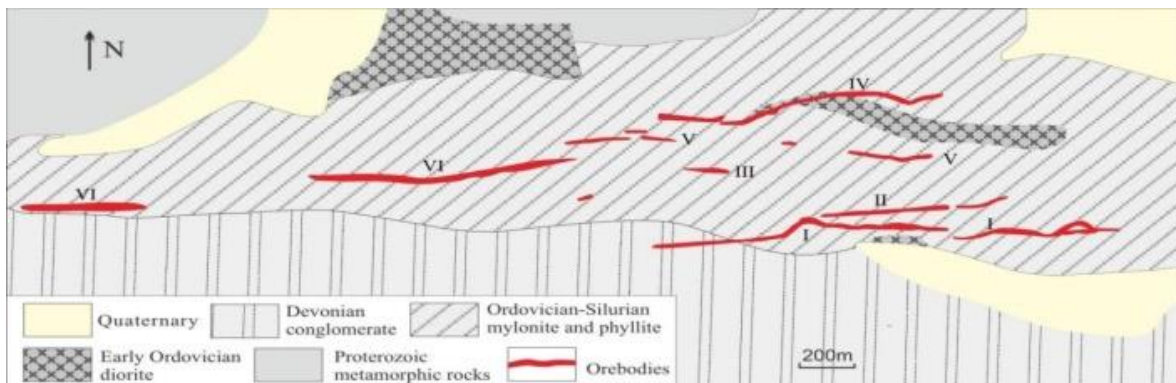 N
IV
V
VI
III
V
VI
II
I
I
Quaternary
Devonian
conglomerate
Ordovician-Silurian
mylonite and phyllite
Early Ordovician
diorite
Proterozoic
metamorphic rocks
Orebodies
200m